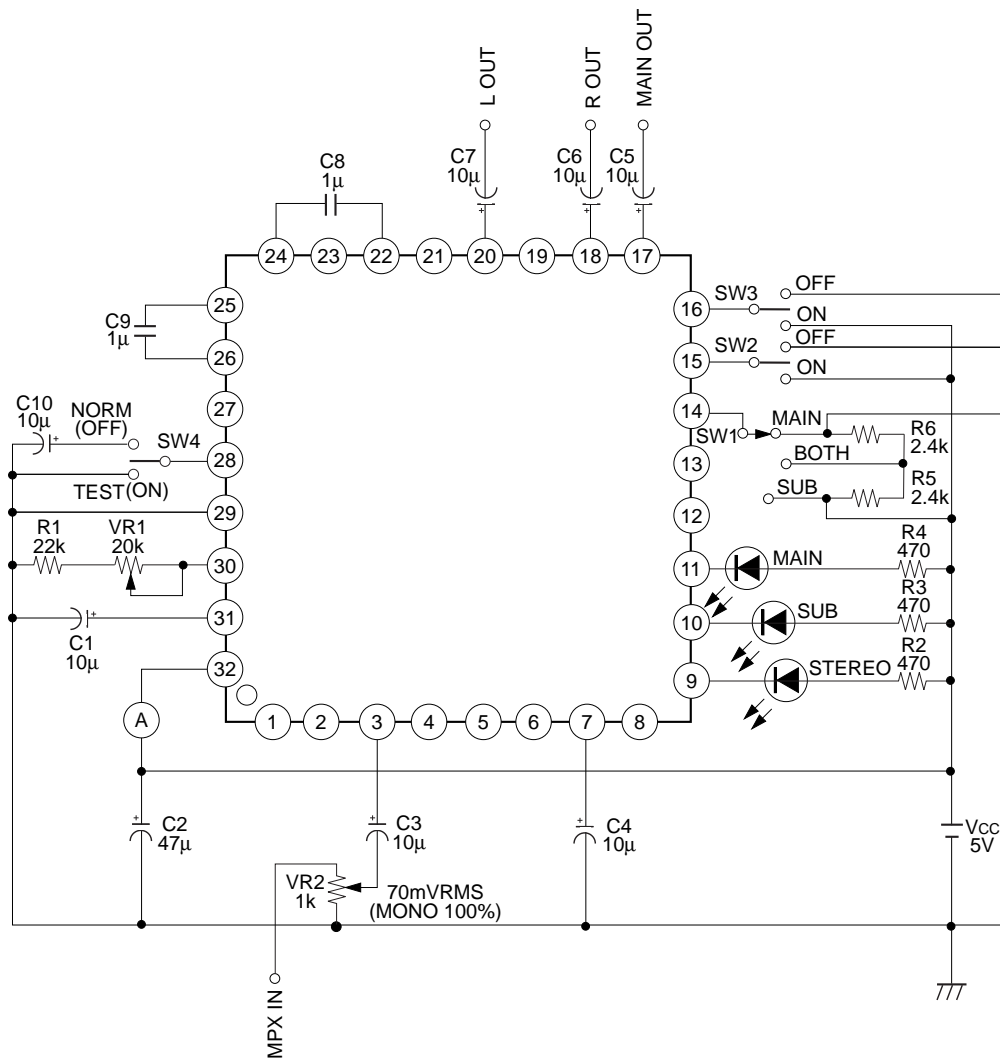 L OUT
R OUT
MAIN OUT
C7
10μ
C6
10μ
C5
10μ
C8
1μ
24
23
22
21
20
19
18
17
25
26
27
28
29
30
31
32
C9
1μ
C10
10μ
NORM
(OFF)
SW4
TEST(ON)
R1
22k
VR1
20k
C1
10μ
A
16
15
14
13
12
11
10
9
SW3
OFF
ON
SW2
OFF
ON
SW1
MAIN
BOTH
SUB
R6
2.4k
R5
2.4k
MAIN
R4
470
SUB
R3
470
STEREO
R2
470
1
2
3
4
5
6
7
8
C2
47μ
C3
10μ
C4
10μ
VR2
1k
70mVRMS
(MONO 100%)
VCC
5V
MPX IN